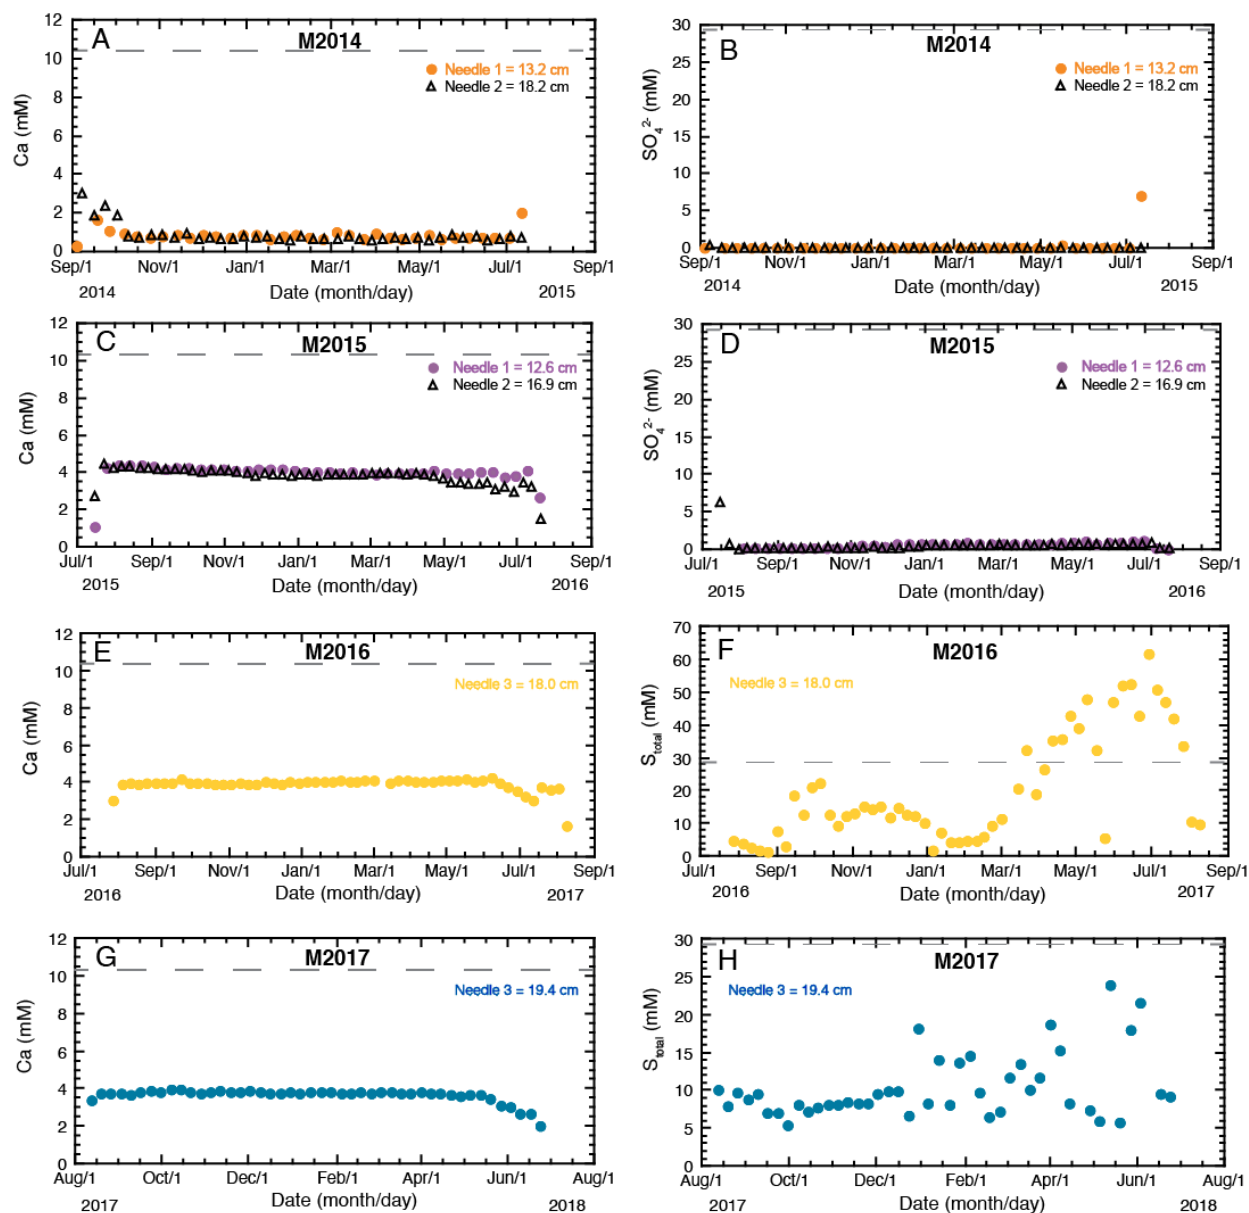 A
M2014
Needle 1 = 13.2 cm
Needle 2 = 18.2 cm
Ca (mM)
12
10
8
6
4
2
0
Sep/1 Nov/1 Jan/1 Mar/1 May/1 Jul/1 Sep/1
2014 Date (month/day) 2015
B
M2014
Needle 1 = 13.2 cm
Needle 2 = 18.2 cm
SO₄²⁻ (mM)
30
25
20
15
10
5
0
Sep/1 Nov/1 Jan/1 Mar/1 May/1 Jul/1 Sep/1
2014 Date (month/day) 2015
C
M2015
Needle 1 = 12.6 cm
Needle 2 = 16.9 cm
Ca (mM)
12
10
8
6
4
2
0
Jul/1 Sep/1 Nov/1 Jan/1 Mar/1 May/1 Jul/1 Sep/1
2015 Date (month/day) 2016
D
M2015
Needle 1 = 12.6 cm
Needle 2 = 16.9 cm
SO₄²⁻ (mM)
30
25
20
15
10
5
0
Jul/1 Sep/1 Nov/1 Jan/1 Mar/1 May/1 Jul/1 Sep/1
2015 Date (month/day) 2016
E
M2016
Needle 3 = 18.0 cm
Ca (mM)
12
10
8
6
4
2
0
Jul/1 Sep/1 Nov/1 Jan/1 Mar/1 May/1 Jul/1 Sep/1
2016 Date (month/day) 2017
F
M2016
Needle 3 = 18.0 cm
S_total (mM)
70
60
50
40
30
20
10
0
Jul/1 Sep/1 Nov/1 Jan/1 Mar/1 May/1 Jul/1 Sep/1
2016 Date (month/day) 2017
G
M2017
Needle 3 = 19.4 cm
Ca (mM)
12
10
8
6
4
2
0
Aug/1 Oct/1 Dec/1 Feb/1 Apr/1 Jun/1 Aug/1
2017 Date (month/day) 2018
H
M2017
Needle 3 = 19.4 cm
S_total (mM)
30
25
20
15
10
5
0
Aug/1 Oct/1 Dec/1 Feb/1 Apr/1 Jun/1 Aug/1
2017 Date (month/day) 2018